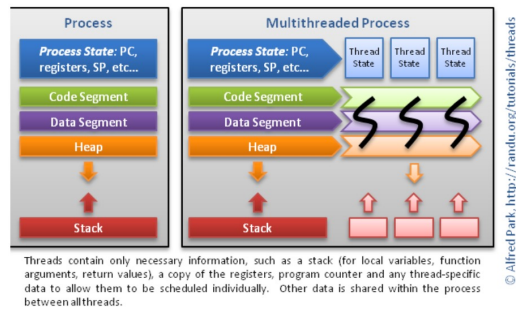 Process
Process State: PC,
registers, SP, etc...
Code Segment
Data Segment
Heap
Stack
Multithreaded Process
Process State: PC,
registers, SP, etc...
Thread
State
Thread
State
Thread
State
Code Segment
Data Segment
Heap
Stack
Threads contain only necessary information, such as a stack (for local variables, function
arguments, return values), a copy of the registers, program counter and any thread-specific
data to allow them to be scheduled individually. Other data is shared within the process
between all threads.
© Alfred Park, http://randu.org/tutorials/threads